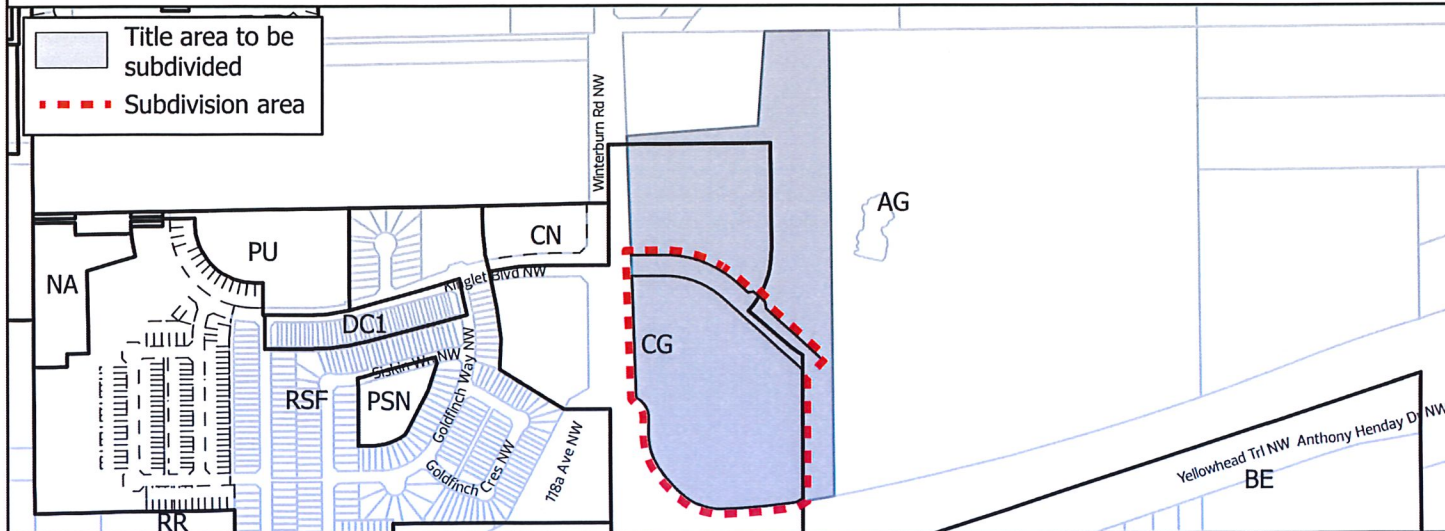 Title area to be
subdivided
Subdivision area
Winterburn Rd NW
AG
CN
PU
NA
Kinglet Blvd NW
DC1
CG
Siskin Wy NW
RSF
PSN
Goldfinch Way NW
Goldfinch Cres NW
118a Ave NW
Yellowhead Trl NW
Anthony Henday Dr NW
BE
RR